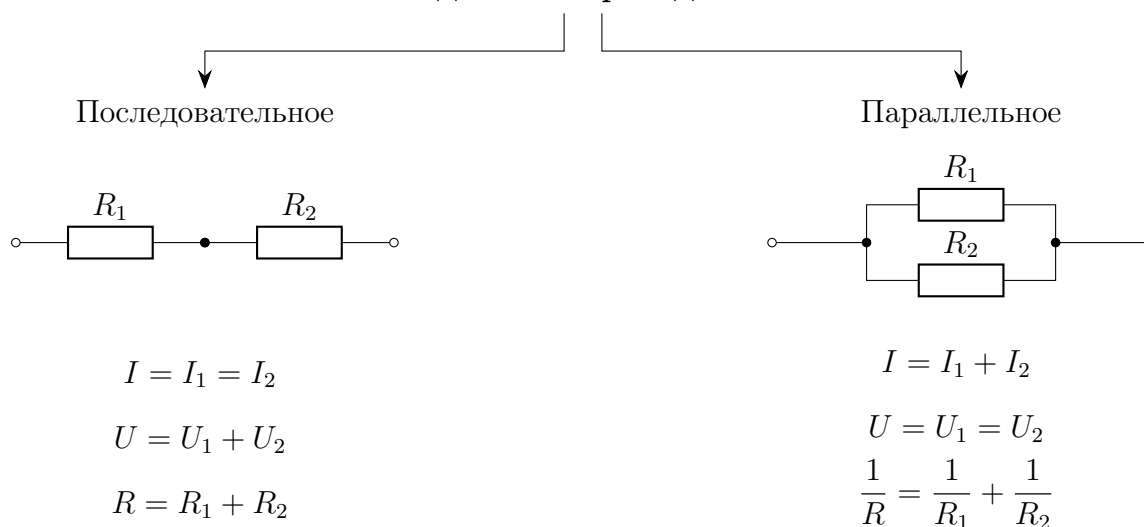 Последовательное
Параллельное
R₁
R₂
R₁
R₂
I = I₁ = I₂
U = U₁ + U₂
R = R₁ + R₂
I = I₁ + I₂
U = U₁ = U₂
1/R = 1/R₁ + 1/R₂